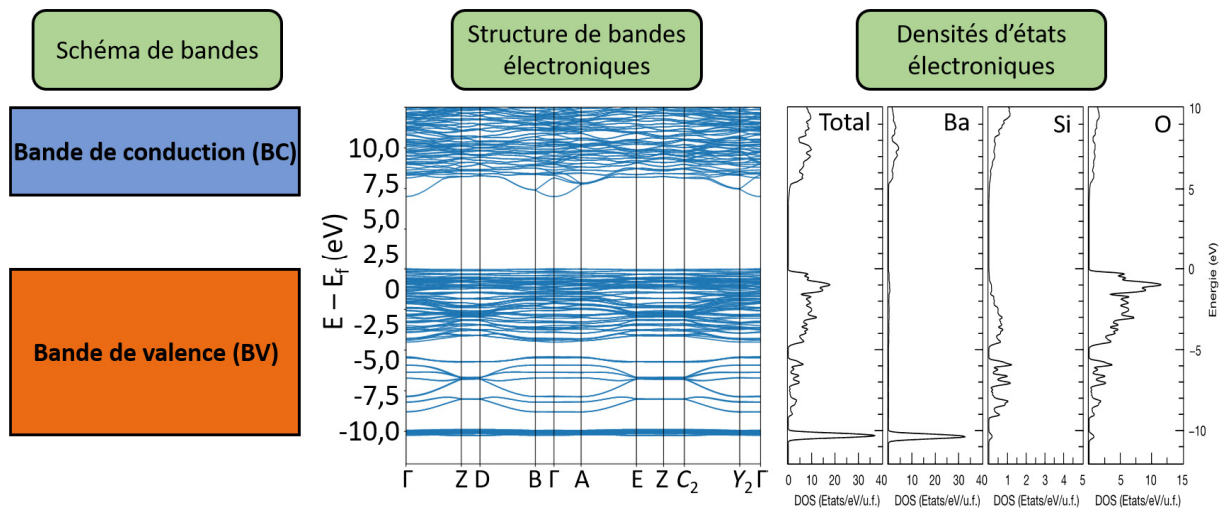 Schéma de bandes
Structure de bandes
électroniques
Densités d'états
électroniques
Bande de conduction (BC)
Bande de valence (BV)
E − E_f (eV)
10,0
7,5
5,0
2,5
0
-2,5
-5,0
-7,5
-10,0
Γ Z D B Γ A E Z C₂ Y₂ Γ
Total
Ba
Si
O
10
5
0
−5
−10
Energie (eV)
0 10 20 30 40
0 10 20 30 40
0 1 2 3 4 5
0 5 10 15
DOS (Etats/eV/u.f.)
DOS (Etats/eV/u.f.)
DOS (Etats/eV/u.f.)
DOS (Etats/eV/u.f.)